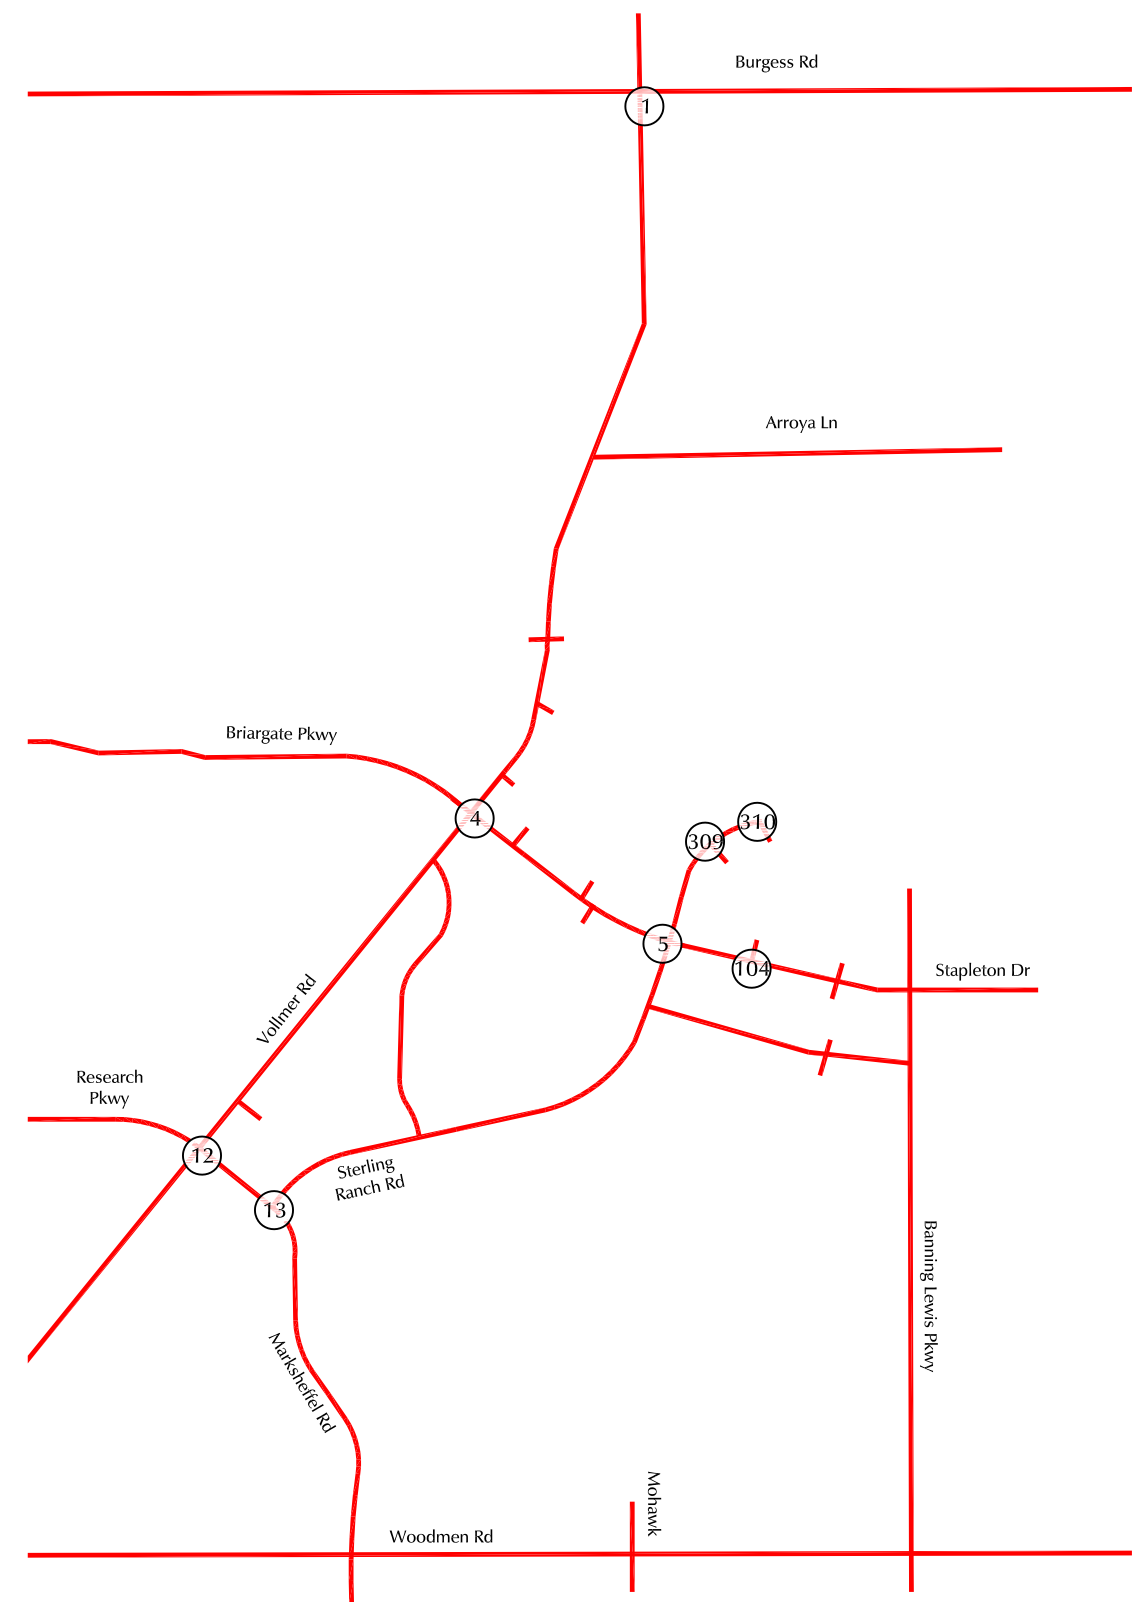 Burgess Rd
1
Arroya Ln
Briargate Pkwy
4
310
309
5
104
Stapleton Dr
Vollmer Rd
Research
Pkwy
12
Sterling
Ranch Rd
13
Banning Lewis Pkwy
Marksheffel Rd
Mohawk
Woodmen Rd